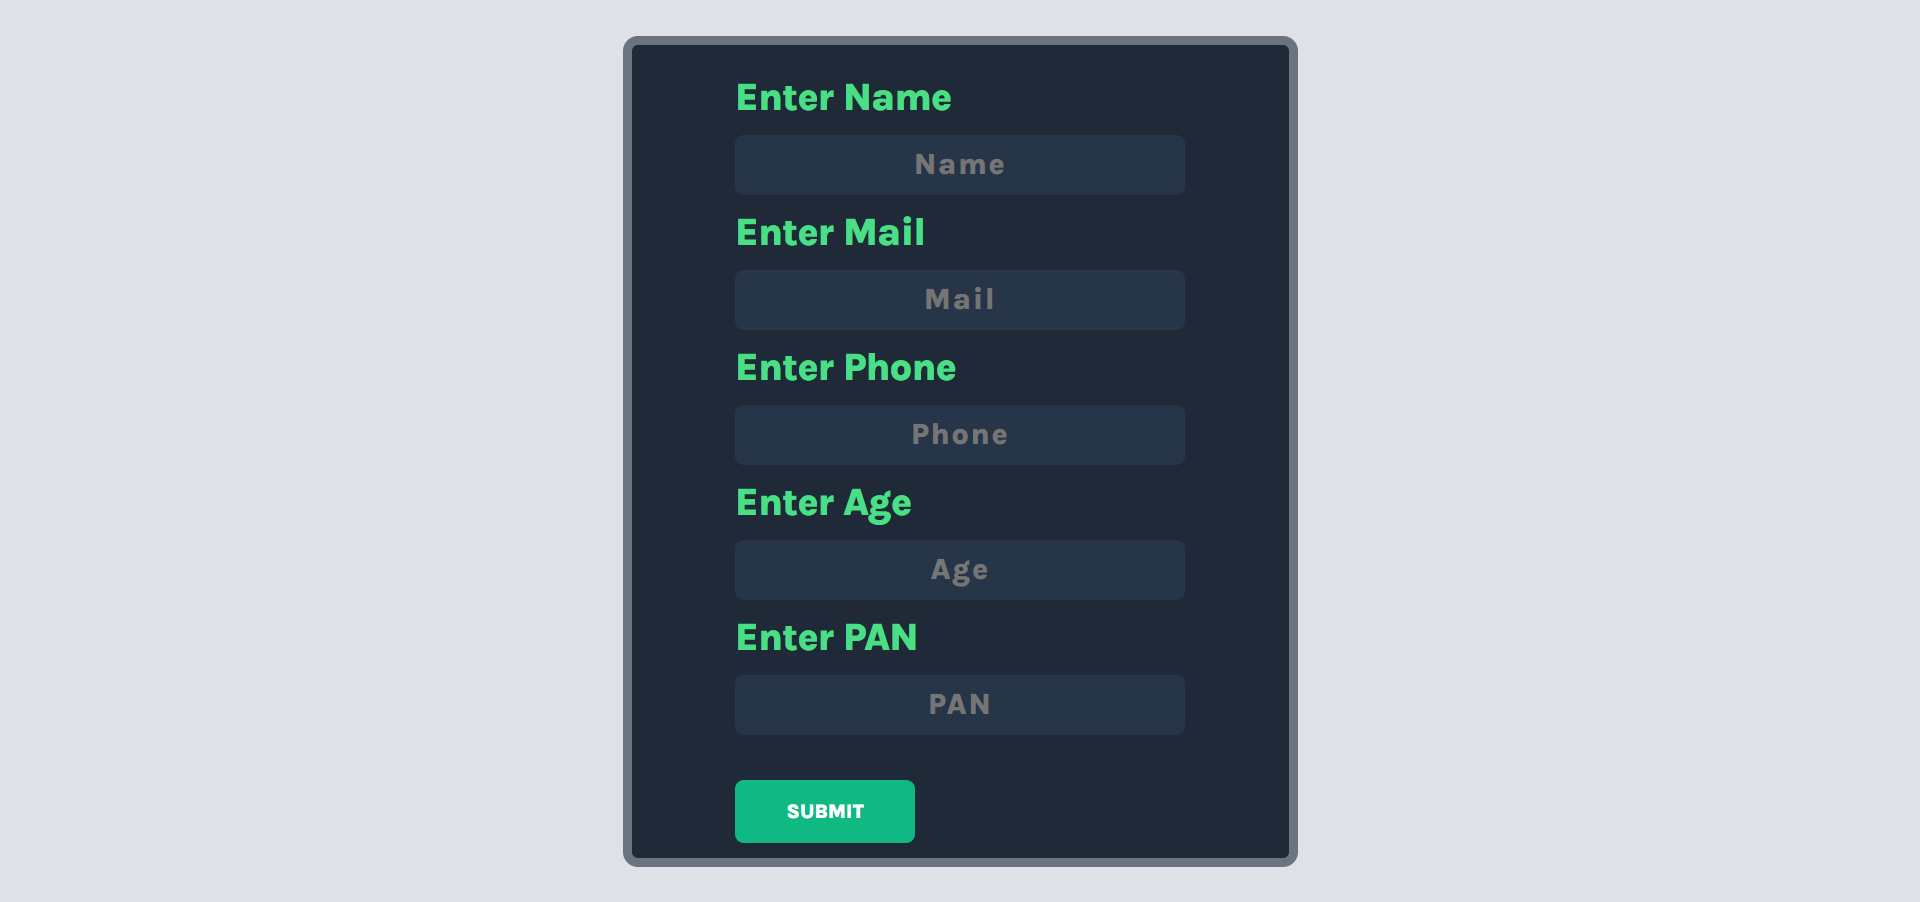 Enter Name
Name
Enter Mail
Mail
Enter Phone
Phone
Enter Age
Age
Enter PAN
PAN
SUBMIT